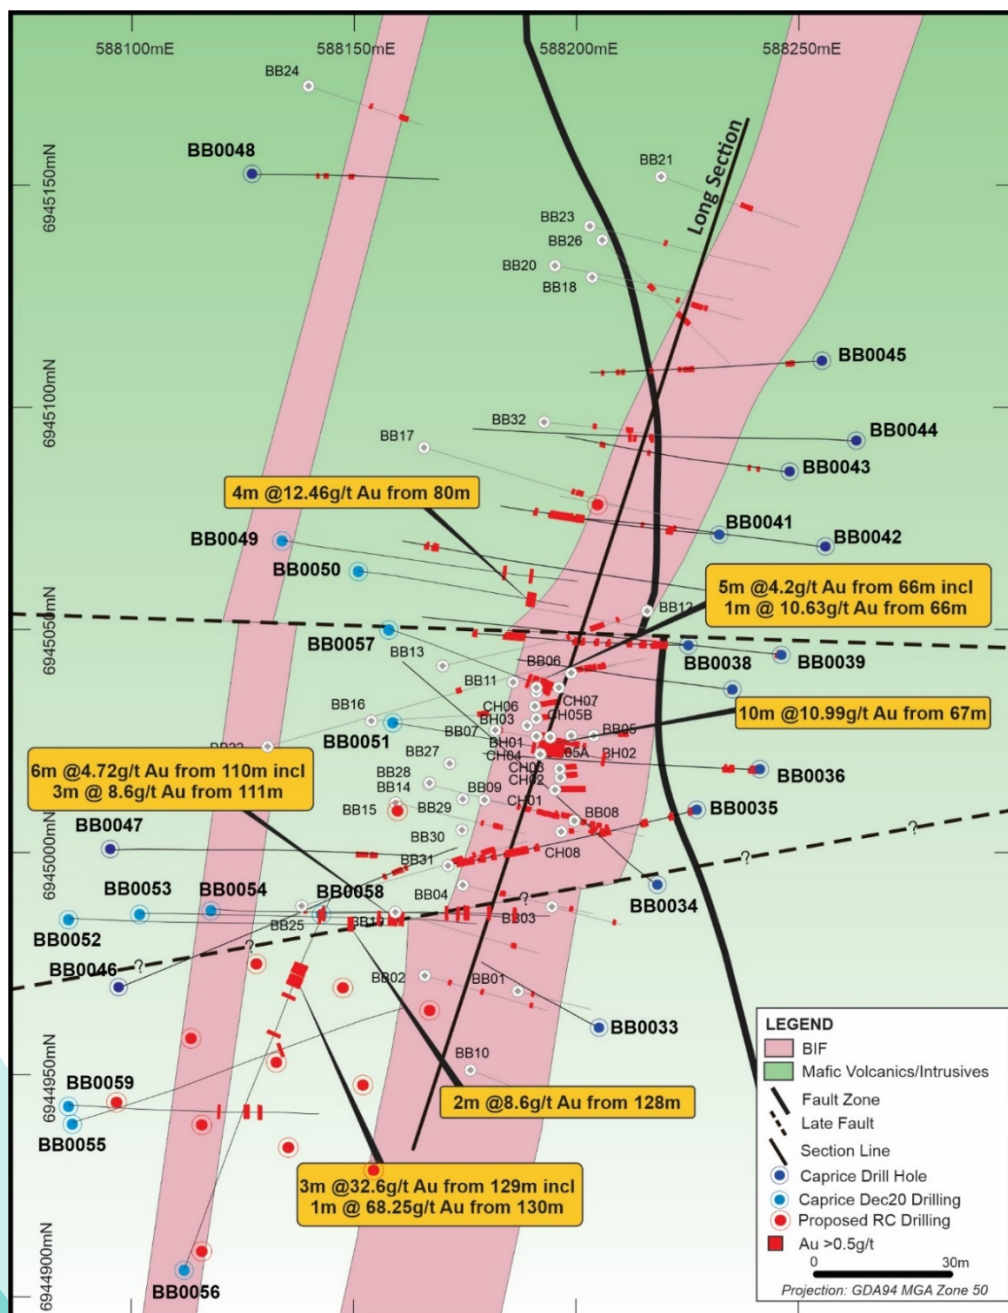 588100mE
588150mE
588200mE
588250mE
BB24
BB0048
6945150mN
BB21
Long Section
BB23
BB26
BB20
BB18
BB0045
6945100mN
BB32
BB17
BB0044
BB0043
4m @12.46g/t Au from 80m
BB0041
BB0042
BB0049
BB0050
5m @4.2g/t Au from 66m incl
1m @ 10.63g/t Au from 66m
6945050mN
BB12
BB0057
BB13
BB06
BB0038
BB0039
BB11
CH07
CH06
CH05B
BB16
BH03
BB07
BB05
10m @10.99g/t Au from 67m
BB0051
BH01
05A
BH02
CH04
BB27
CH03
CH02
BB0036
6m @4.72g/t Au from 110m incl
3m @ 8.6g/t Au from 111m
BB28
BB14
BB09
BB15
BB29
CH01
BB08
BB0035
BB30
BB0047
6945000mN
BB31
CH08
?
?
BB0034
BB0053
BB0054
BB0058
BB04
?
BB0052
BB25
BB03
?
?
BB0046
BB02
BB01
BB0033
6944950mN
BB10
BB0059
BB0055
2m @8.6g/t Au from 128m
3m @32.6g/t Au from 129m incl
1m @ 68.25g/t Au from 130m
6944900mN
BB0056
LEGEND
BIF
Mafic Volcanics/Intrusives
Fault Zone
Late Fault
Section Line
Caprice Drill Hole
Caprice Dec20 Drilling
Proposed RC Drilling
Au >0.5g/t
0
30m
Projection: GDA94 MGA Zone 50